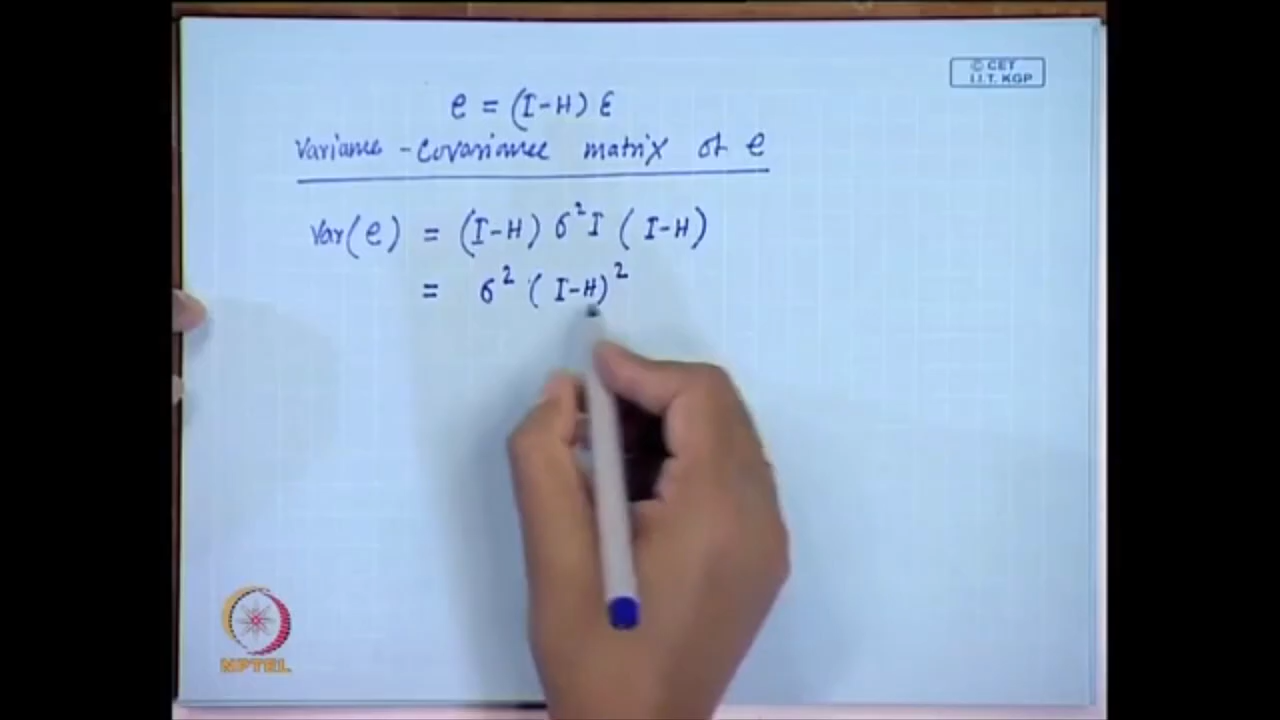 © CET
I.I.T. KGP
e = (I-H) ε
Variance - Covariance matrix of e
Var(e) = (I-H) σ²I (I-H)
= σ² (I-H)²
NPTEL